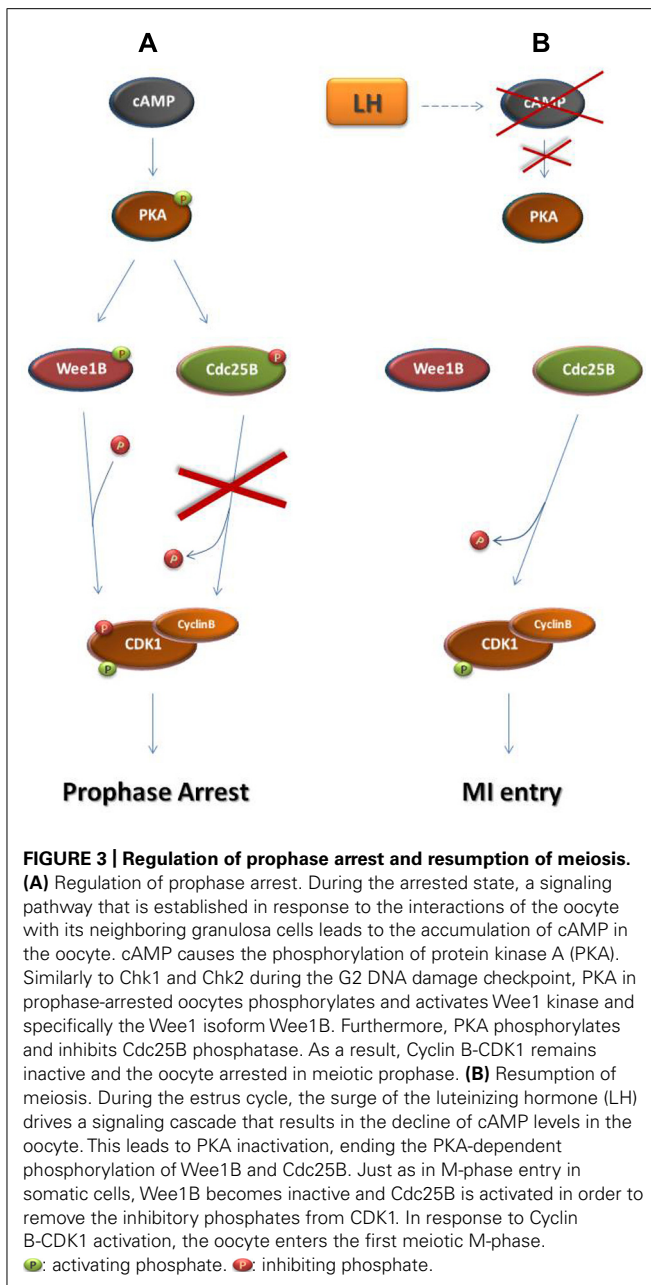 A
B
cAMP
LH
cAMP
P
PKA
PKA
P
P
Wee1B
Cdc25B
Wee1B
Cdc25B
P
P
P
P
CyclinB
CyclinB
CDK1
CDK1
P
P
Prophase Arrest
MI entry
FIGURE 3 | Regulation of prophase arrest and resumption of meiosis.
(A) Regulation of prophase arrest. During the arrested state, a signaling
pathway that is established in response to the interactions of the oocyte
with its neighboring granulosa cells leads to the accumulation of cAMP in
the oocyte. cAMP causes the phosphorylation of protein kinase A (PKA).
Similarly to Chk1 and Chk2 during the G2 DNA damage checkpoint, PKA in
prophase-arrested oocytes phosphorylates and activates Wee1 kinase and
specifically the Wee1 isoform Wee1B. Furthermore, PKA phosphorylates
and inhibits Cdc25B phosphatase. As a result, Cyclin B-CDK1 remains
inactive and the oocyte arrested in meiotic prophase. (B) Resumption of
meiosis. During the estrus cycle, the surge of the luteinizing hormone (LH)
drives a signaling cascade that results in the decline of cAMP levels in the
oocyte. This leads to PKA inactivation, ending the PKA-dependent
phosphorylation of Wee1B and Cdc25B. Just as in M-phase entry in
somatic cells, Wee1B becomes inactive and Cdc25B is activated in order to
remove the inhibitory phosphates from CDK1. In response to Cyclin
B-CDK1 activation, the oocyte enters the first meiotic M-phase.
P: activating phosphate. P: inhibiting phosphate.